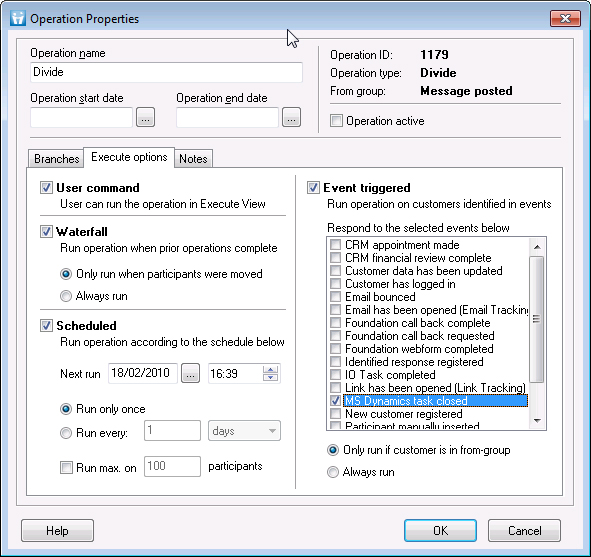 Operation Properties
Operation name
Divide
Operation start date
Operation end date
...
...
Operation ID: 1179
Operation type: Divide
From group: Message posted
Operation active
Branches
Execute options
Notes
User command
User can run the operation in Execute View
Waterfall
Run operation when prior operations complete
Only run when participants were moved
Always run
Scheduled
Run operation according to the schedule below
Next run 18/02/2010 ... 16:39
Run only once
Run every: 1 days
Run max. on 100 participants
Event triggered
Run operation on customers identified in events
Respond to the selected events below
CRM appointment made
CRM financial review complete
Customer data has been updated
Customer has logged in
Email bounced
Email has been opened (Email Tracking
Foundation call back complete
Foundation call back requested
Foundation webform completed
Identified response registered
IO Task completed
Link has been opened (Link Tracking)
MS Dynamics task closed
New customer registered
Participant manually inserted
Only run if customer is in from-group
Always run
Help
OK
Cancel